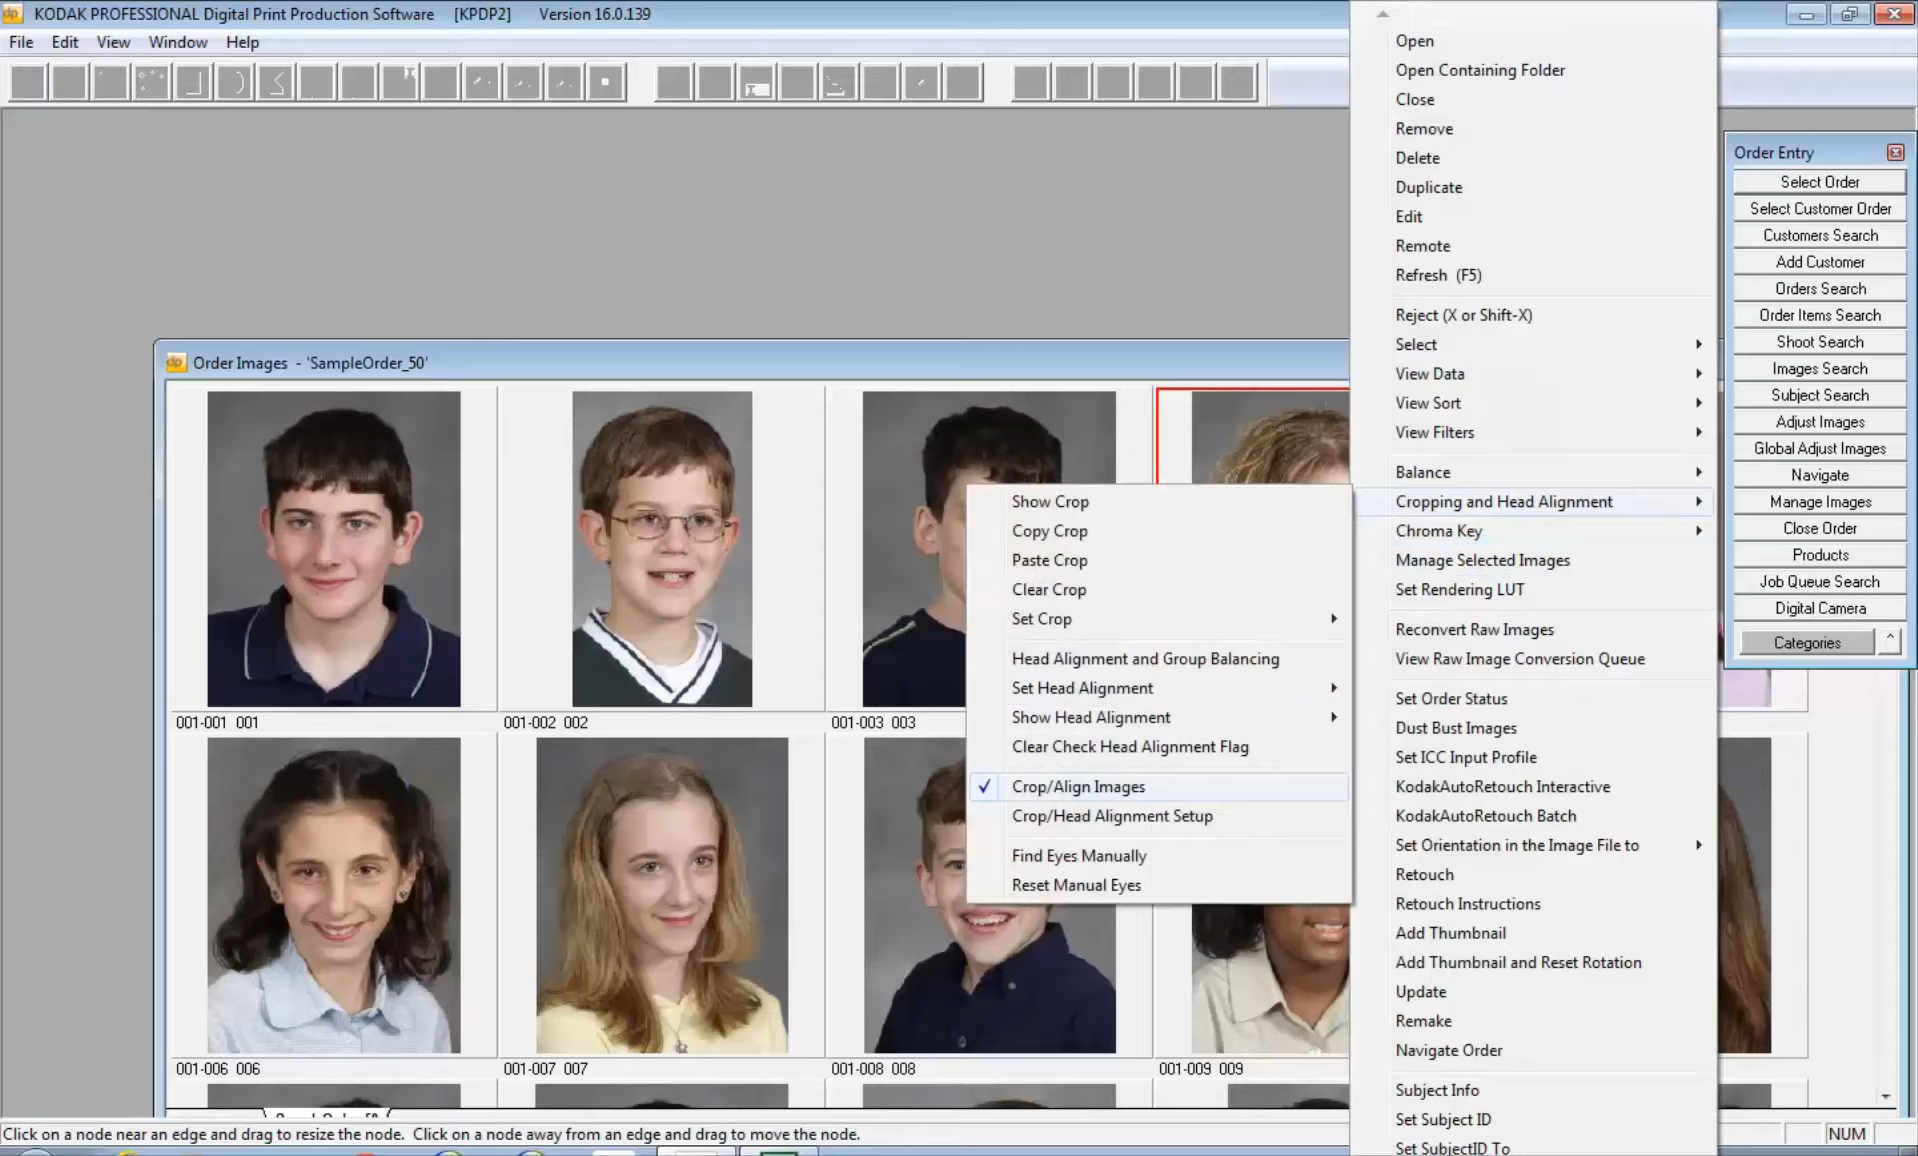 KODAK PROFESSIONAL Digital Print Production Software [KPDP2] Version 16.0.139
File Edit View Window Help
Order Images - 'SampleOrder_50'
001-001 001
001-002 002
001-003 003
001-006 006
001-007 007
001-008 008
001-009 009
Show Crop
Copy Crop
Paste Crop
Clear Crop
Set Crop
Head Alignment and Group Balancing
Set Head Alignment
Show Head Alignment
Clear Check Head Alignment Flag
Crop/Align Images
Crop/Head Alignment Setup
Find Eyes Manually
Reset Manual Eyes
Open
Open Containing Folder
Close
Remove
Delete
Duplicate
Edit
Remote
Refresh (F5)
Reject (X or Shift-X)
Select
View Data
View Sort
View Filters
Balance
Cropping and Head Alignment
Chroma Key
Manage Selected Images
Set Rendering LUT
Reconvert Raw Images
View Raw Image Conversion Queue
Set Order Status
Dust Bust Images
Set ICC Input Profile
KodakAutoRetouch Interactive
KodakAutoRetouch Batch
Set Orientation in the Image File to
Retouch
Retouch Instructions
Add Thumbnail
Add Thumbnail and Reset Rotation
Update
Remake
Navigate Order
Subject Info
Set Subject ID
Set SubjectID To
Order Entry
Select Order
Select Customer Order
Customers Search
Add Customer
Orders Search
Order Items Search
Shoot Search
Images Search
Subject Search
Adjust Images
Global Adjust Images
Navigate
Manage Images
Close Order
Products
Job Queue Search
Digital Camera
Categories
Click on a node near an edge and drag to resize the node. Click on a node away from an edge and drag to move the node.
NUM